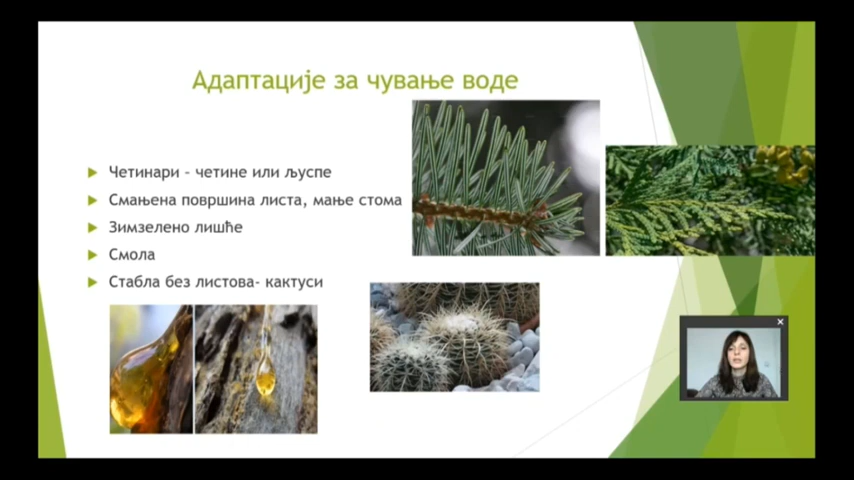 Адаптације за чување воде
Четинари – четине или љуспе
Смањена површина листа, мање стома
Зимзелено лишће
Смола
Стабла без листова- кактуси